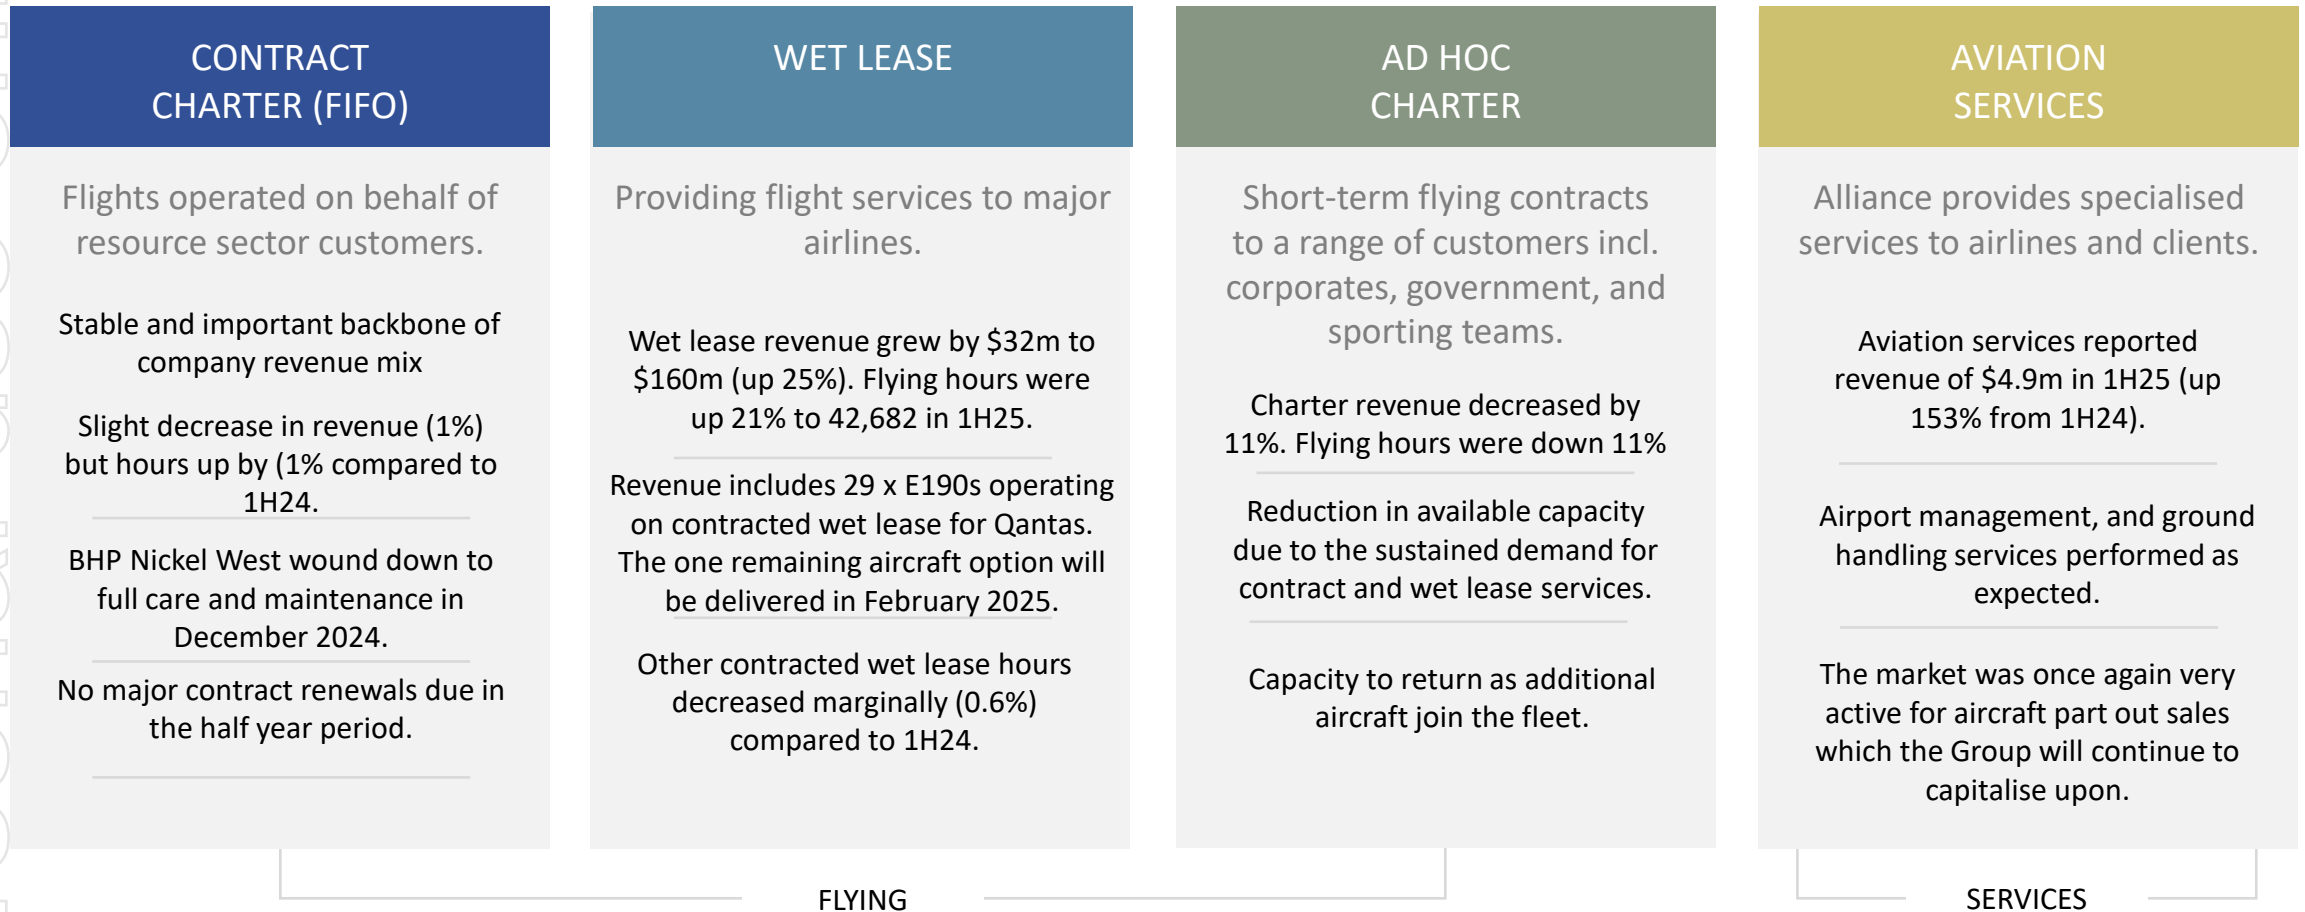 CONTRACT
CHARTER (FIFO)
Flights operated on behalf of
resource sector customers.
Stable and important backbone of
company revenue mix
Slight decrease in revenue (1%)
but hours up by (1% compared to
1H24.
BHP Nickel West wound down to
full care and maintenance in
December 2024.
No major contract renewals due in
the half year period.
WET LEASE
Providing flight services to major
airlines.
Wet lease revenue grew by $32m to
$160m (up 25%). Flying hours were
up 21% to 42,682 in 1H25.
Revenue includes 29 x E190s operating
on contracted wet lease for Qantas.
The one remaining aircraft option will
be delivered in February 2025.
Other contracted wet lease hours
decreased marginally (0.6%)
compared to 1H24.
AD HOC
CHARTER
Short-term flying contracts
to a range of customers incl.
corporates, government, and
sporting teams.
Charter revenue decreased by
11%. Flying hours were down 11%
Reduction in available capacity
due to the sustained demand for
contract and wet lease services.
Capacity to return as additional
aircraft join the fleet.
AVIATION
SERVICES
Alliance provides specialised
services to airlines and clients.
Aviation services reported
revenue of $4.9m in 1H25 (up
153% from 1H24).
Airport management, and ground
handling services performed as
expected.
The market was once again very
active for aircraft part out sales
which the Group will continue to
capitalise upon.
FLYING
SERVICES